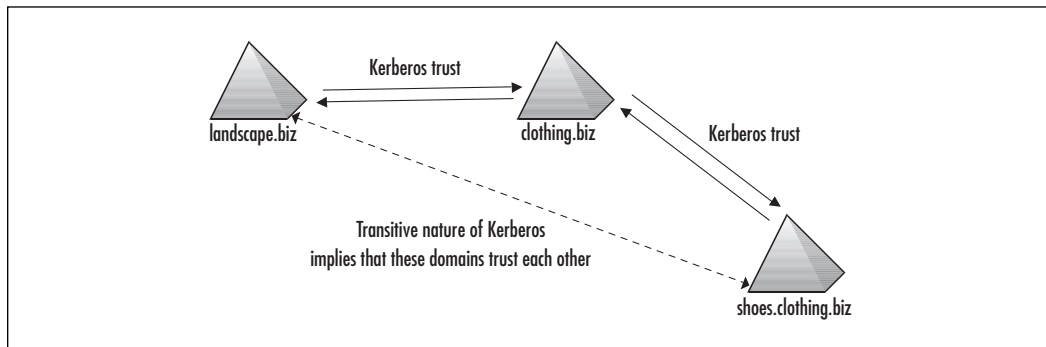 Kerberos trust
landscape.biz
clothing.biz
Kerberos trust
Transitive nature of Kerberos
implies that these domains trust each other
shoes.clothing.biz